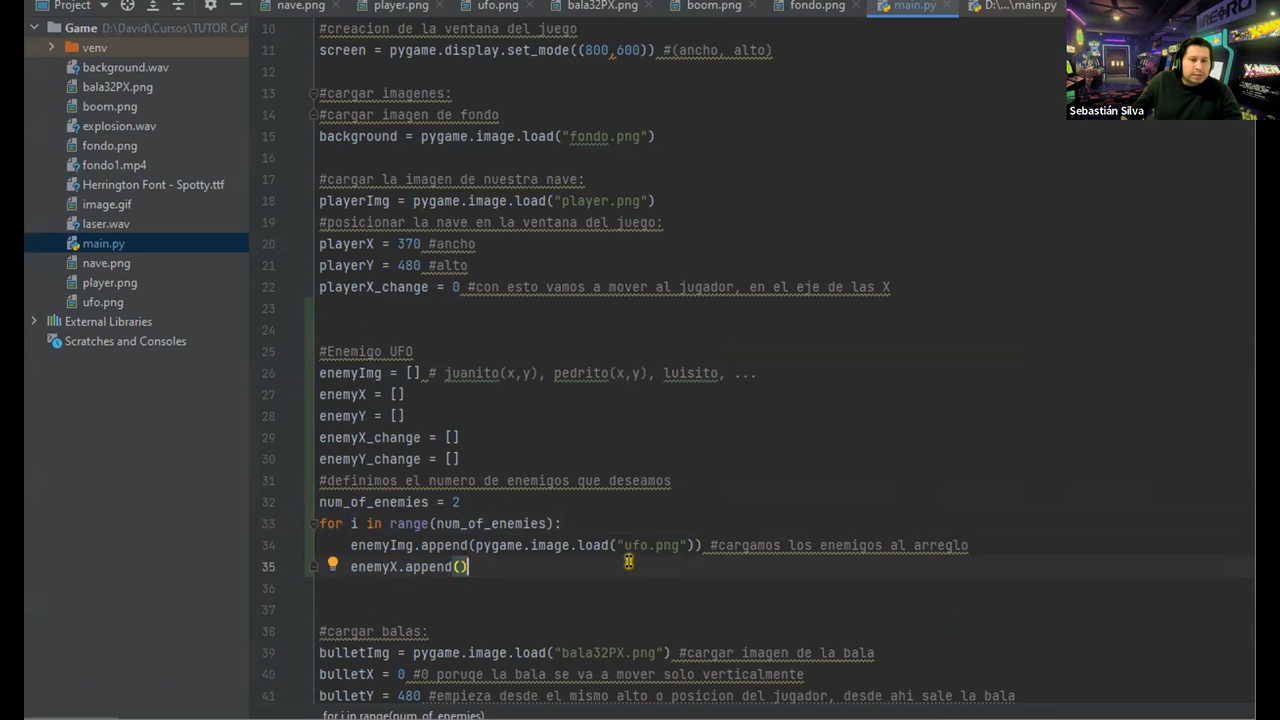 Project
nave.png
player.png
ufo.png
bala32PX.png
boom.png
fondo.png
main.py
D:\...\main.py
Game D:\David\Cursos\TUTOR Caf
venv
background.wav
bala32PX.png
boom.png
explosion.wav
fondo.png
fondo1.mp4
Herrington Font - Spotty.ttf
image.gif
laser.wav
main.py
nave.png
player.png
ufo.png
External Libraries
Scratches and Consoles
10 #creacion de la ventana del juego
11 screen = pygame.display.set_mode((800,600)) #(ancho, alto)
12
13 #cargar imagenes:
14 #cargar imagen de fondo
15 background = pygame.image.load("fondo.png")
16
17 #cargar la imagen de nuestra nave:
18 playerImg = pygame.image.load("player.png")
19 #posicionar la nave en la ventana del juego:
20 playerX = 370 #ancho
21 playerY = 480 #alto
22 playerX_change = 0 #con esto vamos a mover al jugador, en el eje de las X
23
24
25 #Enemigo UFO
26 enemyImg = [] # juanito(x,y), pedrito(x,y), luisito, ...
27 enemyX = []
28 enemyY = []
29 enemyX_change = []
30 enemyY_change = []
31 #definimos el numero de enemigos que deseamos
32 num_of_enemies = 2
33 for i in range(num_of_enemies):
34 enemyImg.append(pygame.image.load("ufo.png")) #cargamos los enemigos al arreglo
35 enemyX.append()
36
37
38 #cargar balas:
39 bulletImg = pygame.image.load("bala32PX.png") #cargar imagen de la bala
40 bulletX = 0 #0 poruqe la bala se va a mover solo verticalmente
41 bulletY = 480 #empieza desde el mismo alto o posicion del jugador, desde ahi sale la bala
for i in range(num_of_enemies)
Sebastián Silva
X-MEN